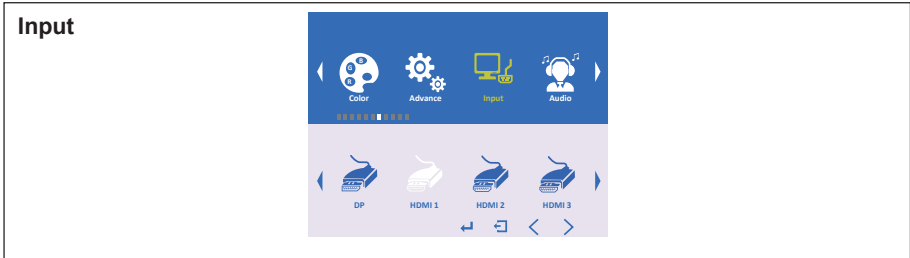 Input
B
G
R
Color Advance Input Audio
DP HDMI 1 HDMI 2 HDMI 3